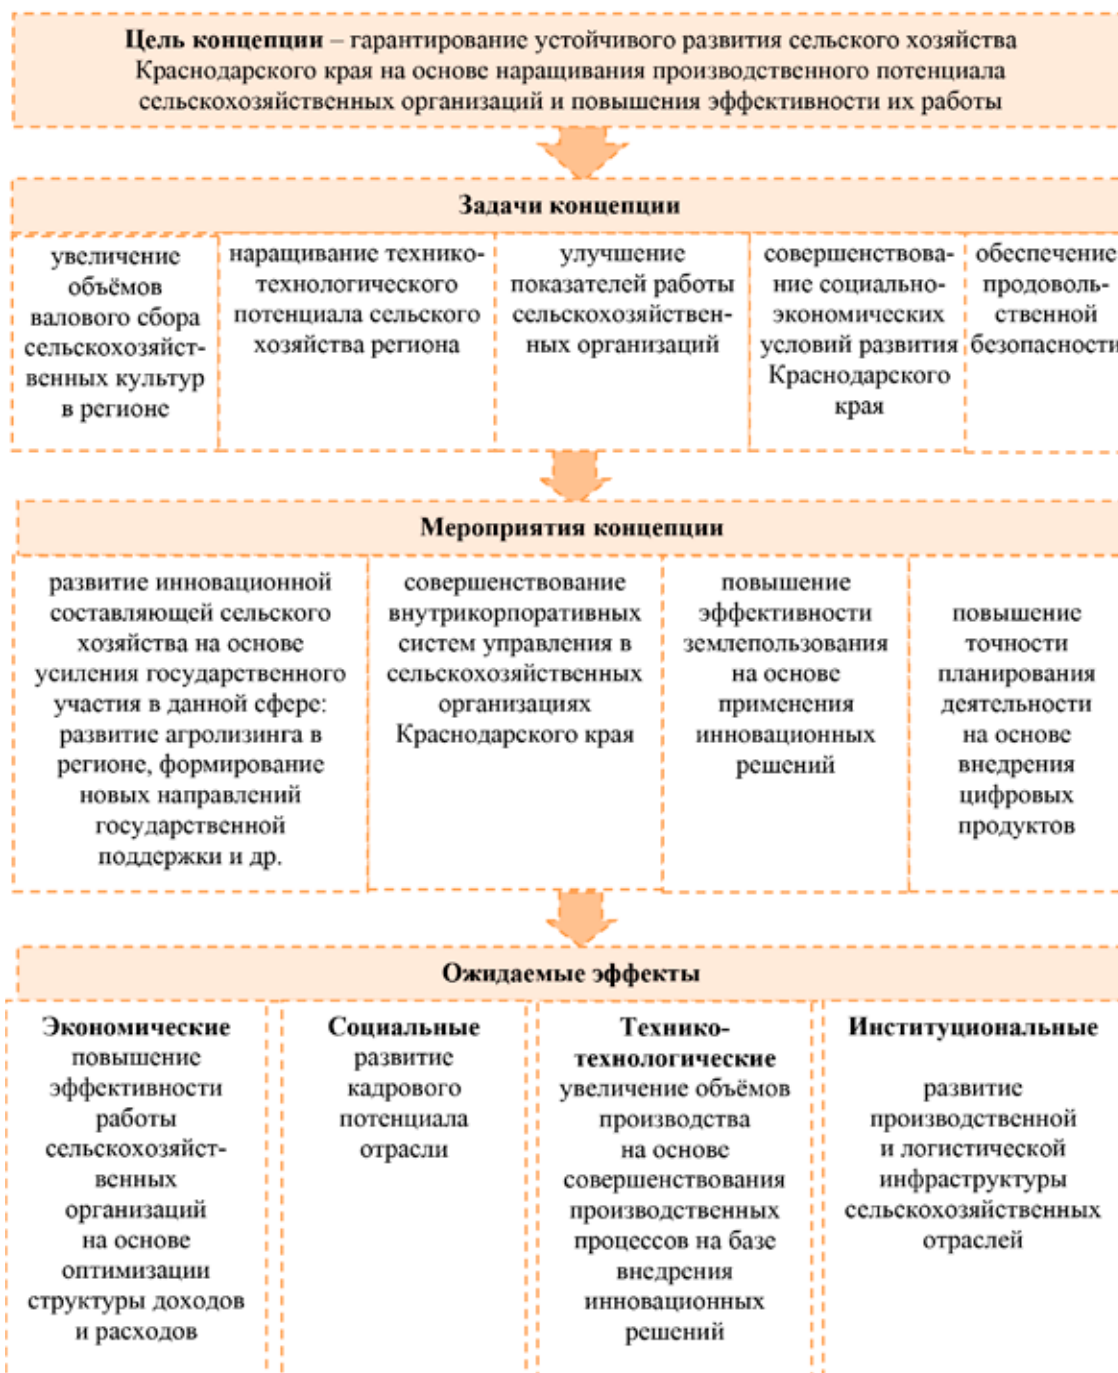 Цель концепции – гарантирование устойчивого развития сельского хозяйства
Краснодарского края на основе наращивания производственного потенциала
сельскохозяйственных организаций и повышения эффективности их работы
Задачи концепции
увеличение
объёмов
валового сбора
сельскохозяйст-
венных культур
в регионе
наращивание технико-
технологического
потенциала сельского
хозяйства региона
улучшение
показателей работы
сельскохозяйствен-
ных организаций
совершенствова-
ние социально-
экономических
условий развития
Краснодарского
края
обеспечение
продоволь-
ственной
безопасности
Мероприятия концепции
развитие инновационной
составляющей сельского
хозяйства на основе
усиления государственного
участия в данной сфере:
развитие агролизинга в
регионе, формирование
новых направлений
государственной
поддержки и др.
совершенствование
внутрикорпоративных
систем управления в
сельскохозяйственных
организациях
Краснодарского края
повышение
эффективности
землепользования
на основе
применения
инновационных
решений
повышение
точности
планирования
деятельности
на основе
внедрения
цифровых
продуктов
Ожидаемые эффекты
Экономические
повышение
эффективности
работы
сельскохозяйст-
венных
организаций
на основе
оптимизации
структуры доходов
и расходов
Социальные
развитие
кадрового
потенциала
отрасли
Технико-
технологические
увеличение объёмов
производства
на основе
совершенствования
производственных
процессов на базе
внедрения
инновационных
решений
Институциональные
развитие
производственной
и логистической
инфраструктуры
сельскохозяйственных
отраслей